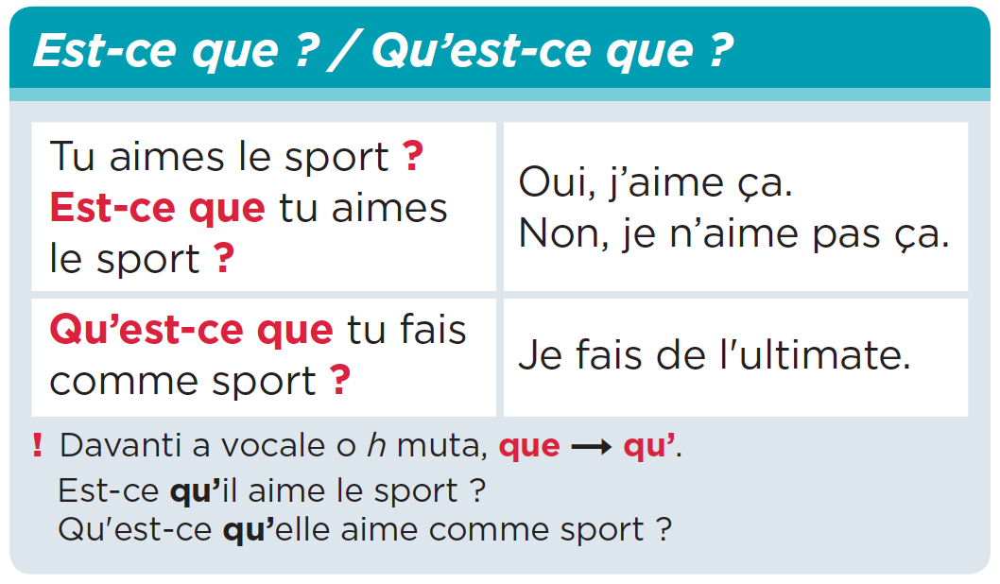 Est-ce que ? / Qu’est-ce que ?
Tu aimes le sport ?
Est-ce que tu aimes
le sport ?
Oui, j’aime ça.
Non, je n’aime pas ça.
Qu’est-ce que tu fais
comme sport ?
Je fais de l'ultimate.
! Davanti a vocale o h muta, que → qu’.
Est-ce qu’il aime le sport ?
Qu'est-ce qu’elle aime comme sport ?